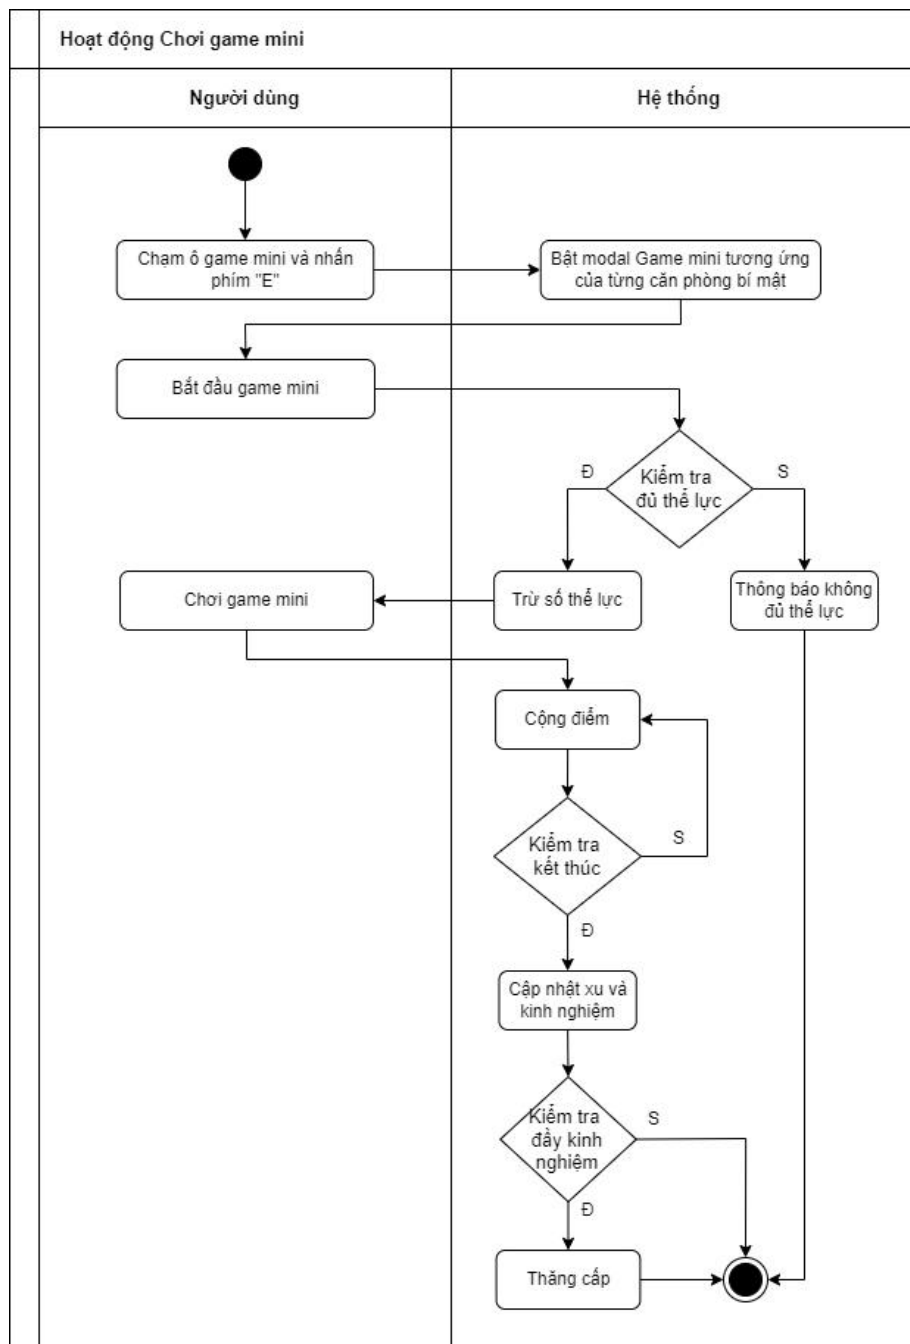 Hoạt động Chơi game mini
Người dùng
Hệ thống
Chạm ô game mini và nhấn
phím "E"
Bật modal Game mini tương ứng
của từng căn phòng bí mật
Bắt đầu game mini
Kiểm tra
đủ thể lực
Đ
S
Chơi game mini
Trừ số thể lực
Thông báo không
đủ thể lực
Cộng điểm
Kiểm tra
kết thúc
S
Đ
Cập nhật xu và
kinh nghiệm
Kiểm tra
đầy kinh
nghiệm
S
Đ
Thăng cấp